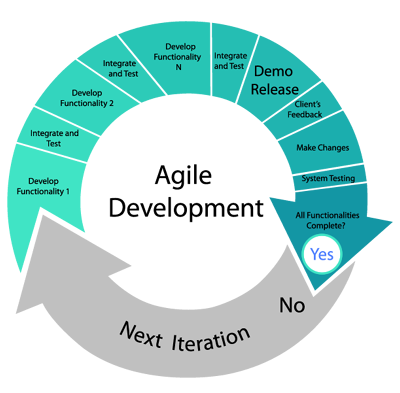 Agile
Development
Develop
Functionality 1
Integrate and
Test
Develop
Functionality 2
Integrate
and Test
Develop
Functionality
N
Integrate
and Test
Demo
Release
Client's
Feedback
Make Changes
System Testing
All Functionalities
Complete?
Yes
No
Next Iteration